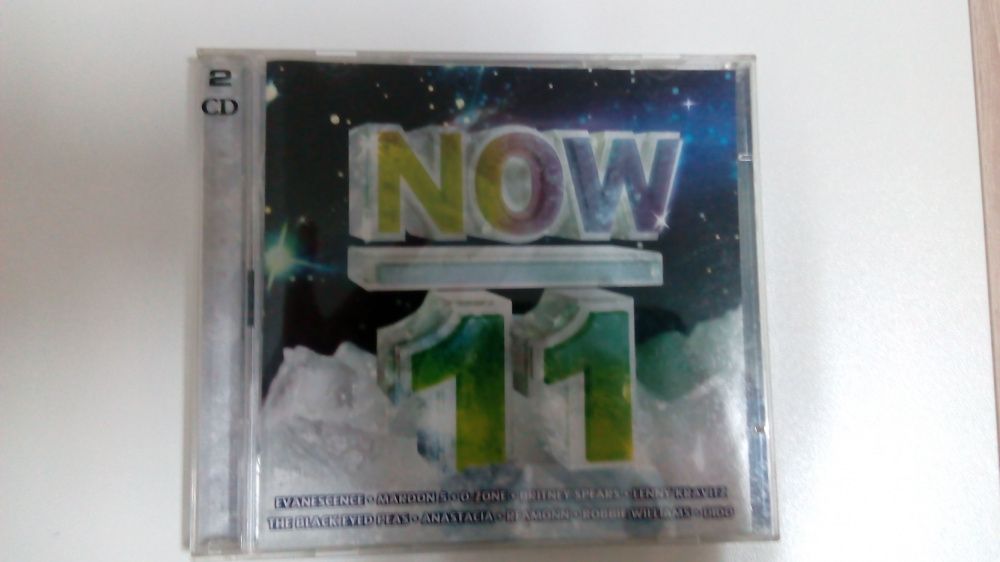 2
CD
NOW
11
EVANESCENCE • MAROON 5 • O-ZONE • BRITNEY SPEARS • LENNY KRAVITZ
THE BLACK EYED PEAS • ANASTACIA • REAMONN • ROBBIE WILLIAMS • DIDO